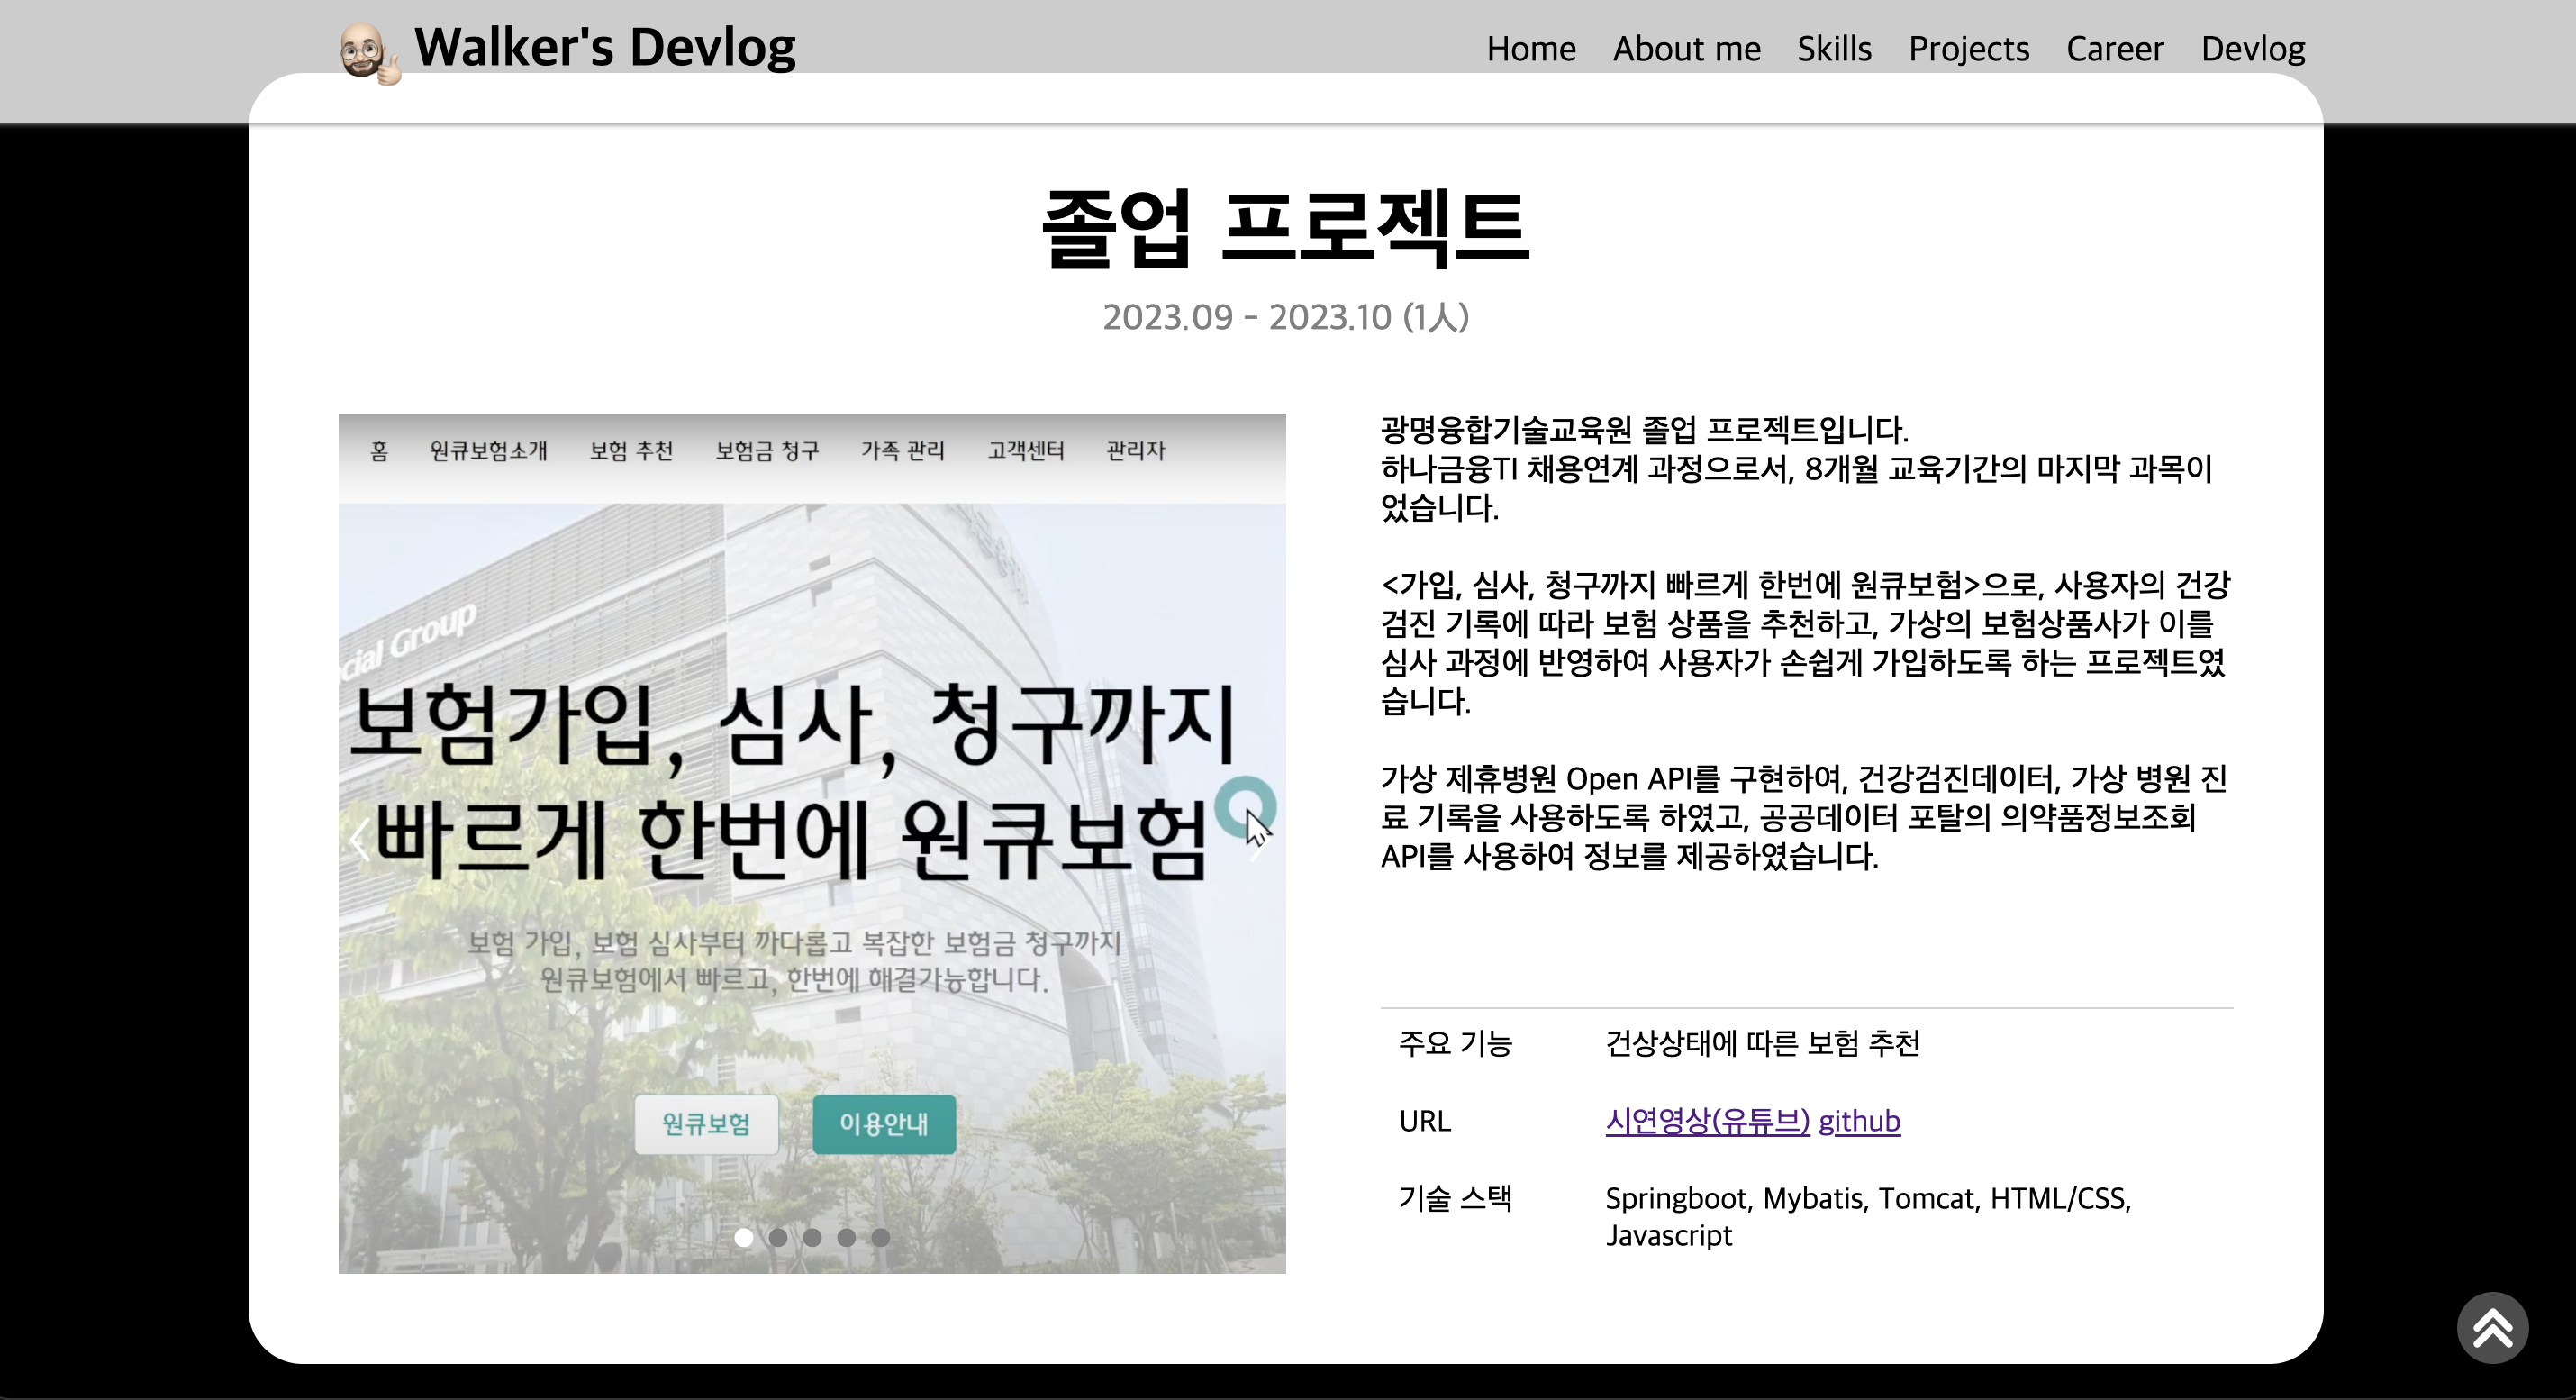 Walker's Devlog
Home About me Skills Projects Career Devlog
졸업 프로젝트
2023.09 - 2023.10 (1人)
홈 원큐보험소개 보험 추천 보험금 청구 가족 관리 고객센터 관리자
cial Group
보험가입, 심사, 청구까지
빠르게 한번에 원큐보험
보험 가입, 보험 심사부터 까다롭고 복잡한 보험금 청구까지
원큐보험에서 빠르고, 한번에 해결가능합니다.
원큐보험 이용안내
광명융합기술교육원 졸업 프로젝트입니다.
하나금융TI 채용연계 과정으로서, 8개월 교육기간의 마지막 과목이
었습니다.
<가입, 심사, 청구까지 빠르게 한번에 원큐보험>으로, 사용자의 건강
검진 기록에 따라 보험 상품을 추천하고, 가상의 보험상품사가 이를
심사 과정에 반영하여 사용자가 손쉽게 가입하도록 하는 프로젝트였
습니다.
가상 제휴병원 Open API를 구현하여, 건강검진데이터, 가상 병원 진
료 기록을 사용하도록 하였고, 공공데이터 포탈의 의약품정보조회
API를 사용하여 정보를 제공하였습니다.
주요 기능 건상상태에 따른 보험 추천
URL 시연영상(유튜브) github
기술 스택 Springboot, Mybatis, Tomcat, HTML/CSS,
Javascript